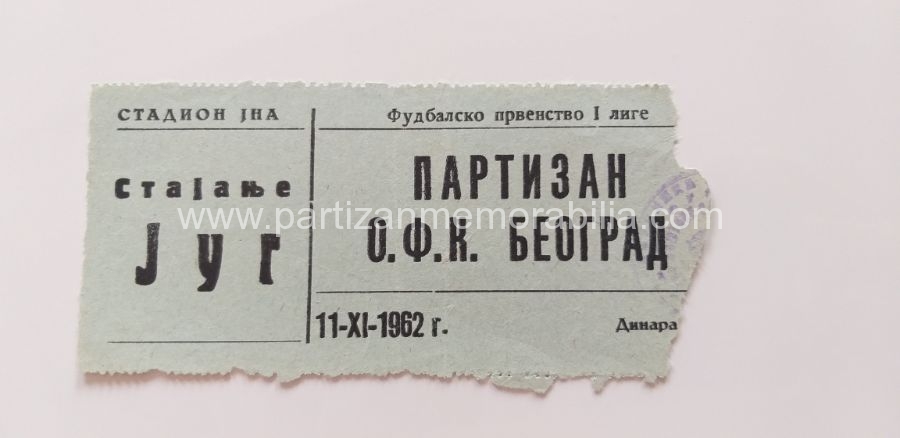 СТАДИОН ЈНА
Стајање
Југ
Фудбалско првенство I лиге
ПАРТИЗАН
О.Ф.К. БЕОГРАД
11-XI-1962 г.
Динара
www.partizanmemorabilia.com